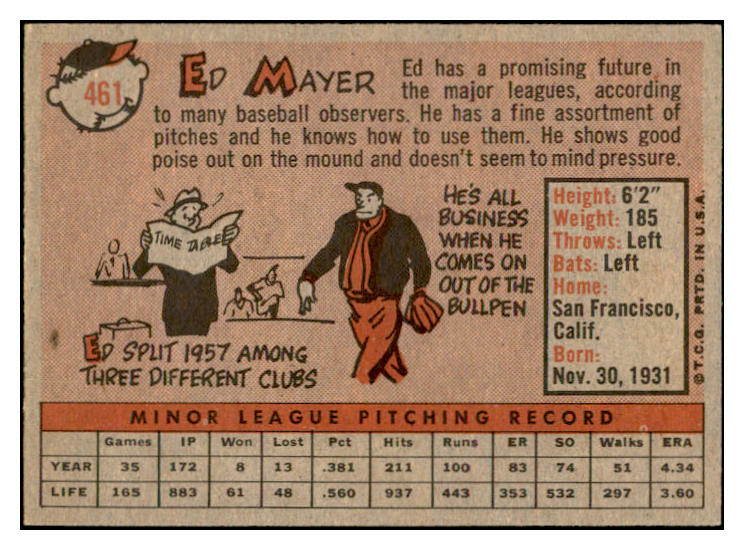 461
ED MAYER
Ed has a promising future in
the major leagues, according
to many baseball observers. He has a fine assortment of
pitches and he knows how to use them. He shows good
poise out on the mound and doesn't seem to mind pressure.
TIME TABLE
ED SPLIT 1957 AMONG
THREE DIFFERENT CLUBS
HE'S ALL
BUSINESS
WHEN HE
COMES ON
OUT OF THE
BULLPEN
Height: 6'2"
Weight: 185
Throws: Left
Bats: Left
Home:
San Francisco,
Calif.
Born:
Nov. 30, 1931
©T.C.G. PRTD. IN U.S.A.
MINOR LEAGUE PITCHING RECORD
Games IP Won Lost Pct Hits Runs ER SO Walks ERA
YEAR 35 172 8 13 .381 211 100 83 74 51 4.34
LIFE 165 883 61 48 .560 937 443 353 532 297 3.60